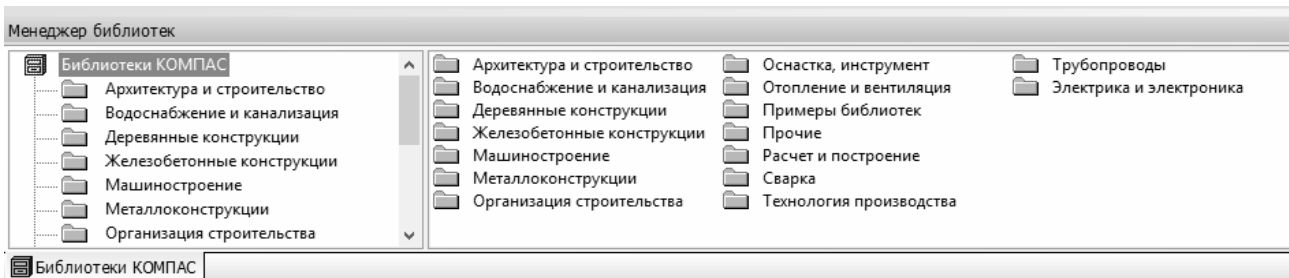 Менеджер библиотек
Библиотеки КОМПАС
Архитектура и строительство
Водоснабжение и канализация
Деревянные конструкции
Железобетонные конструкции
Машиностроение
Металлоконструкции
Организация строительства
Архитектура и строительство
Водоснабжение и канализация
Деревянные конструкции
Железобетонные конструкции
Машиностроение
Металлоконструкции
Организация строительства
Оснастка, инструмент
Отопление и вентиляция
Примеры библиотек
Прочие
Расчет и построение
Сварка
Технология производства
Трубопроводы
Электрика и электроника
Библиотеки КОМПАС